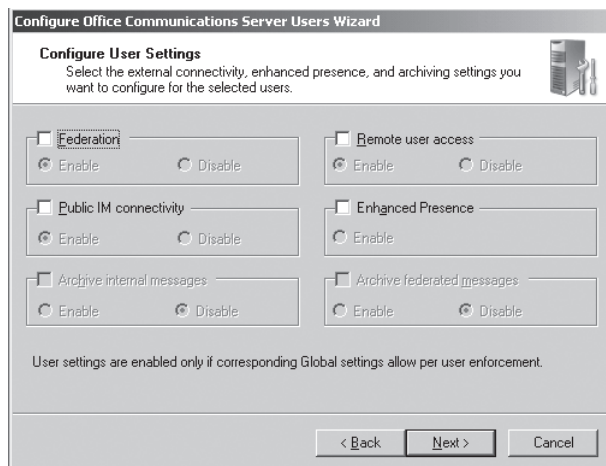 Configure Office Communications Server Users Wizard
Configure User Settings
Select the external connectivity, enhanced presence, and archiving settings you
want to configure for the selected users.
Federation
Enable Disable
Remote user access
Enable Disable
Public IM connectivity
Enable Disable
Enhanced Presence
Enable
Archive internal messages
Enable Disable
Archive federated messages
Enable Disable
User settings are enabled only if corresponding Global settings allow per user enforcement.
< Back Next > Cancel